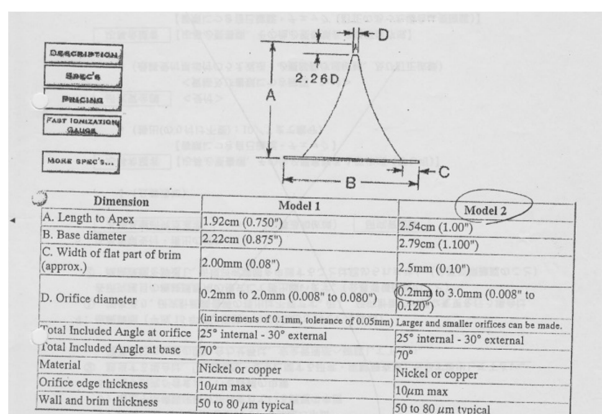 D
DESCRIPTION
SPEC's
PRICING
FAST IONIZATION
GAUGE
MORE SPEC's...
2.26D
A
C
B
Dimension Model 1 Model 2
A. Length to Apex 1.92cm (0.750") 2.54cm (1.00")
B. Base diameter 2.22cm (0.875") 2.79cm (1.100")
C. Width of flat part of brim
(approx.) 2.00mm (0.08") 2.5mm (0.10")
D. Orifice diameter 0.2mm to 2.0mm (0.008" to 0.080") 0.2mm to 3.0mm (0.008" to
0.120")
(in increments of 0.1mm, tolerance of 0.05mm) Larger and smaller orifices can be made.
Total Included Angle at orifice 25° internal - 30° external 25° internal - 30° external
Total Included Angle at base 70° 70°
Material Nickel or copper Nickel or copper
Orifice edge thickness 10μm max 10μm max
Wall and brim thickness 50 to 80 μm typical 50 to 80 μm typical